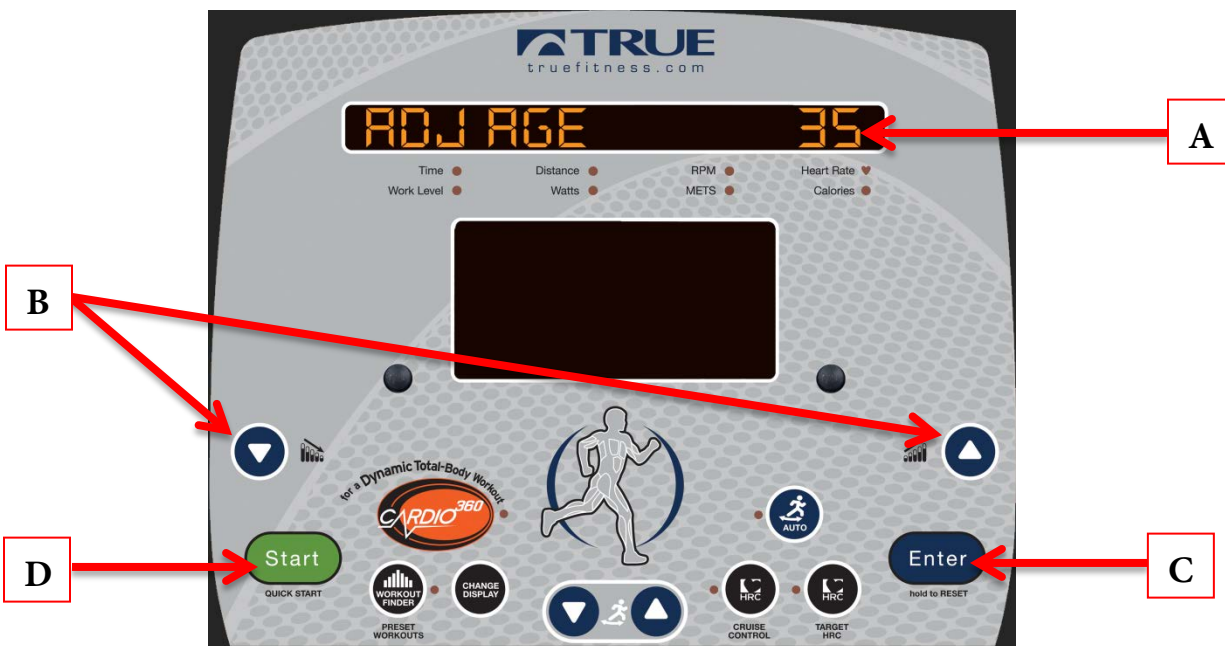 TRUE
truefitness.com
ADJ AGE 35
A
Time Distance RPM Heart Rate
Work Level Watts METS Calories
B
for a Dynamic Total-Body Workout
CARDIO 360
AUTO
D
Start
QUICK START
WORKOUT FINDER
PRESET WORKOUTS
CHANGE DISPLAY
HRC
CRUISE CONTROL
HRC
TARGET HRC
Enter
hold to RESET
C